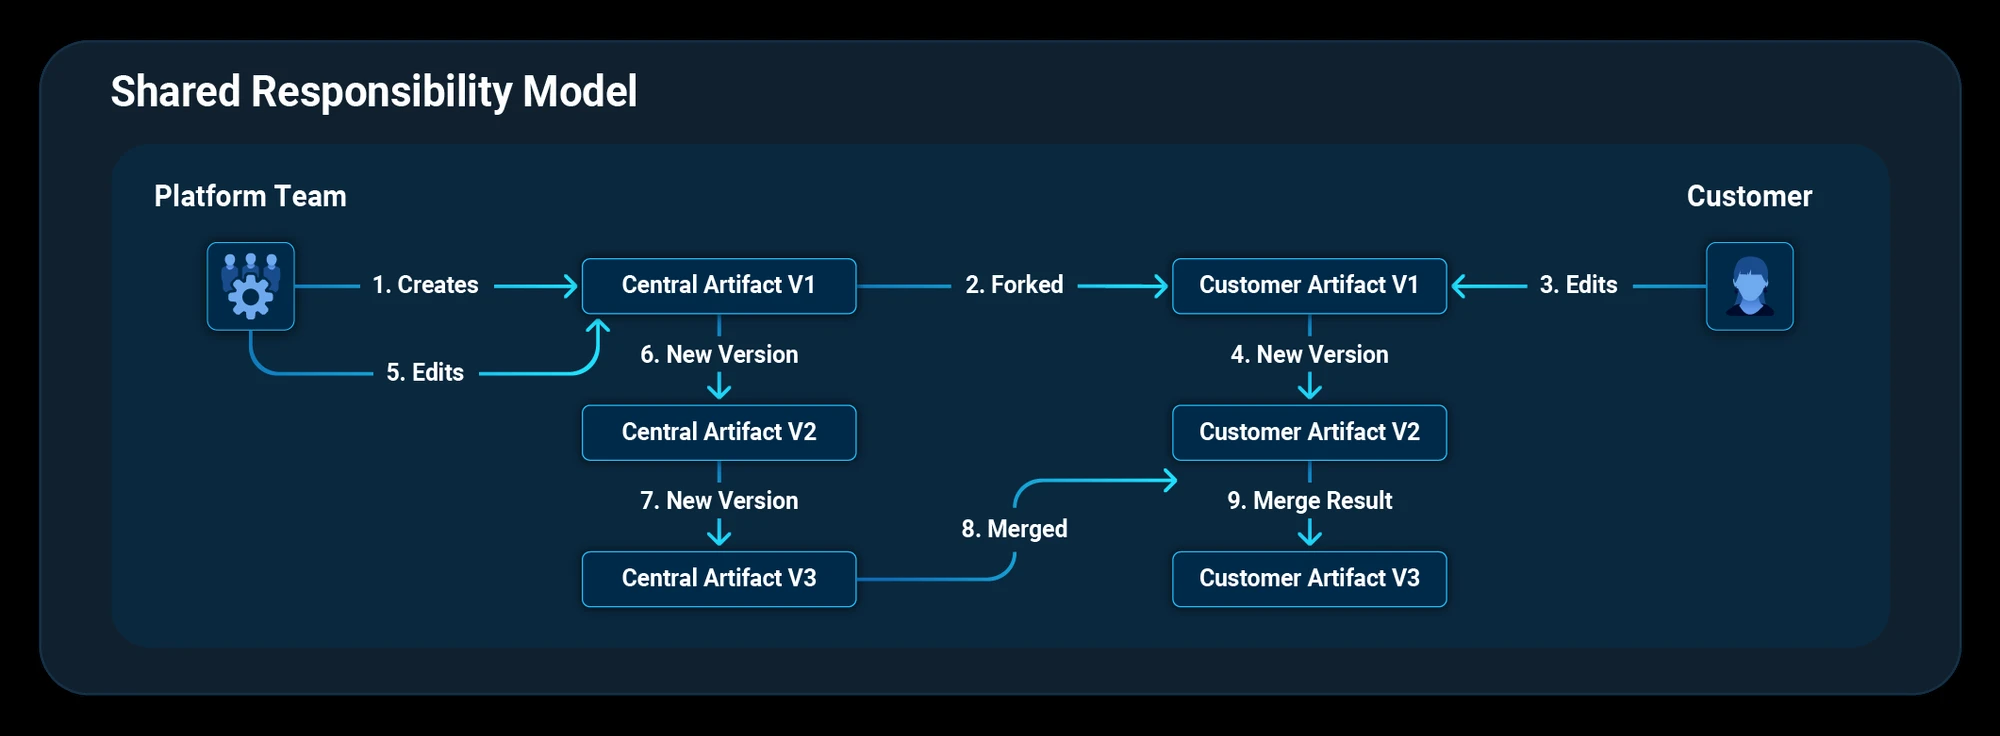 Shared Responsibility Model
Platform Team
Customer
1. Creates
Central Artifact V1
2. Forked
Customer Artifact V1
3. Edits
5. Edits
6. New Version
4. New Version
Central Artifact V2
Customer Artifact V2
7. New Version
8. Merged
9. Merge Result
Central Artifact V3
Customer Artifact V3